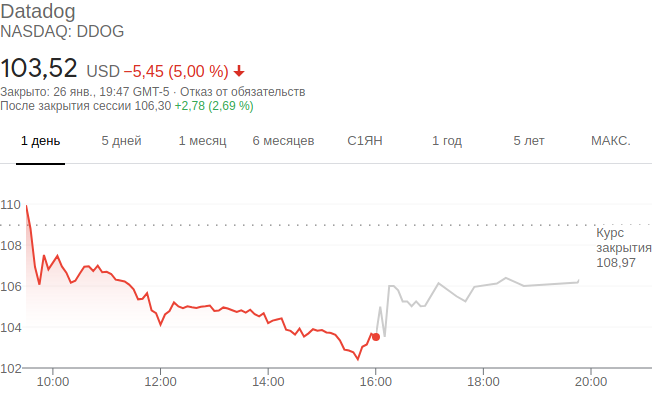 Datadog
NASDAQ: DDOG
103,52 USD −5,45 (5,00 %)
Закрыто: 26 янв., 19:47 GMT-5 · Отказ от обязательств
После закрытия сессии 106,30 +2,78 (2,69 %)
1 день 5 дней 1 месяц 6 месяцев С1ЯН 1 год 5 лет МАКС.
110
Курс
закрытия
108,97
108
106
104
102
10:00 12:00 14:00 16:00 18:00 20:00